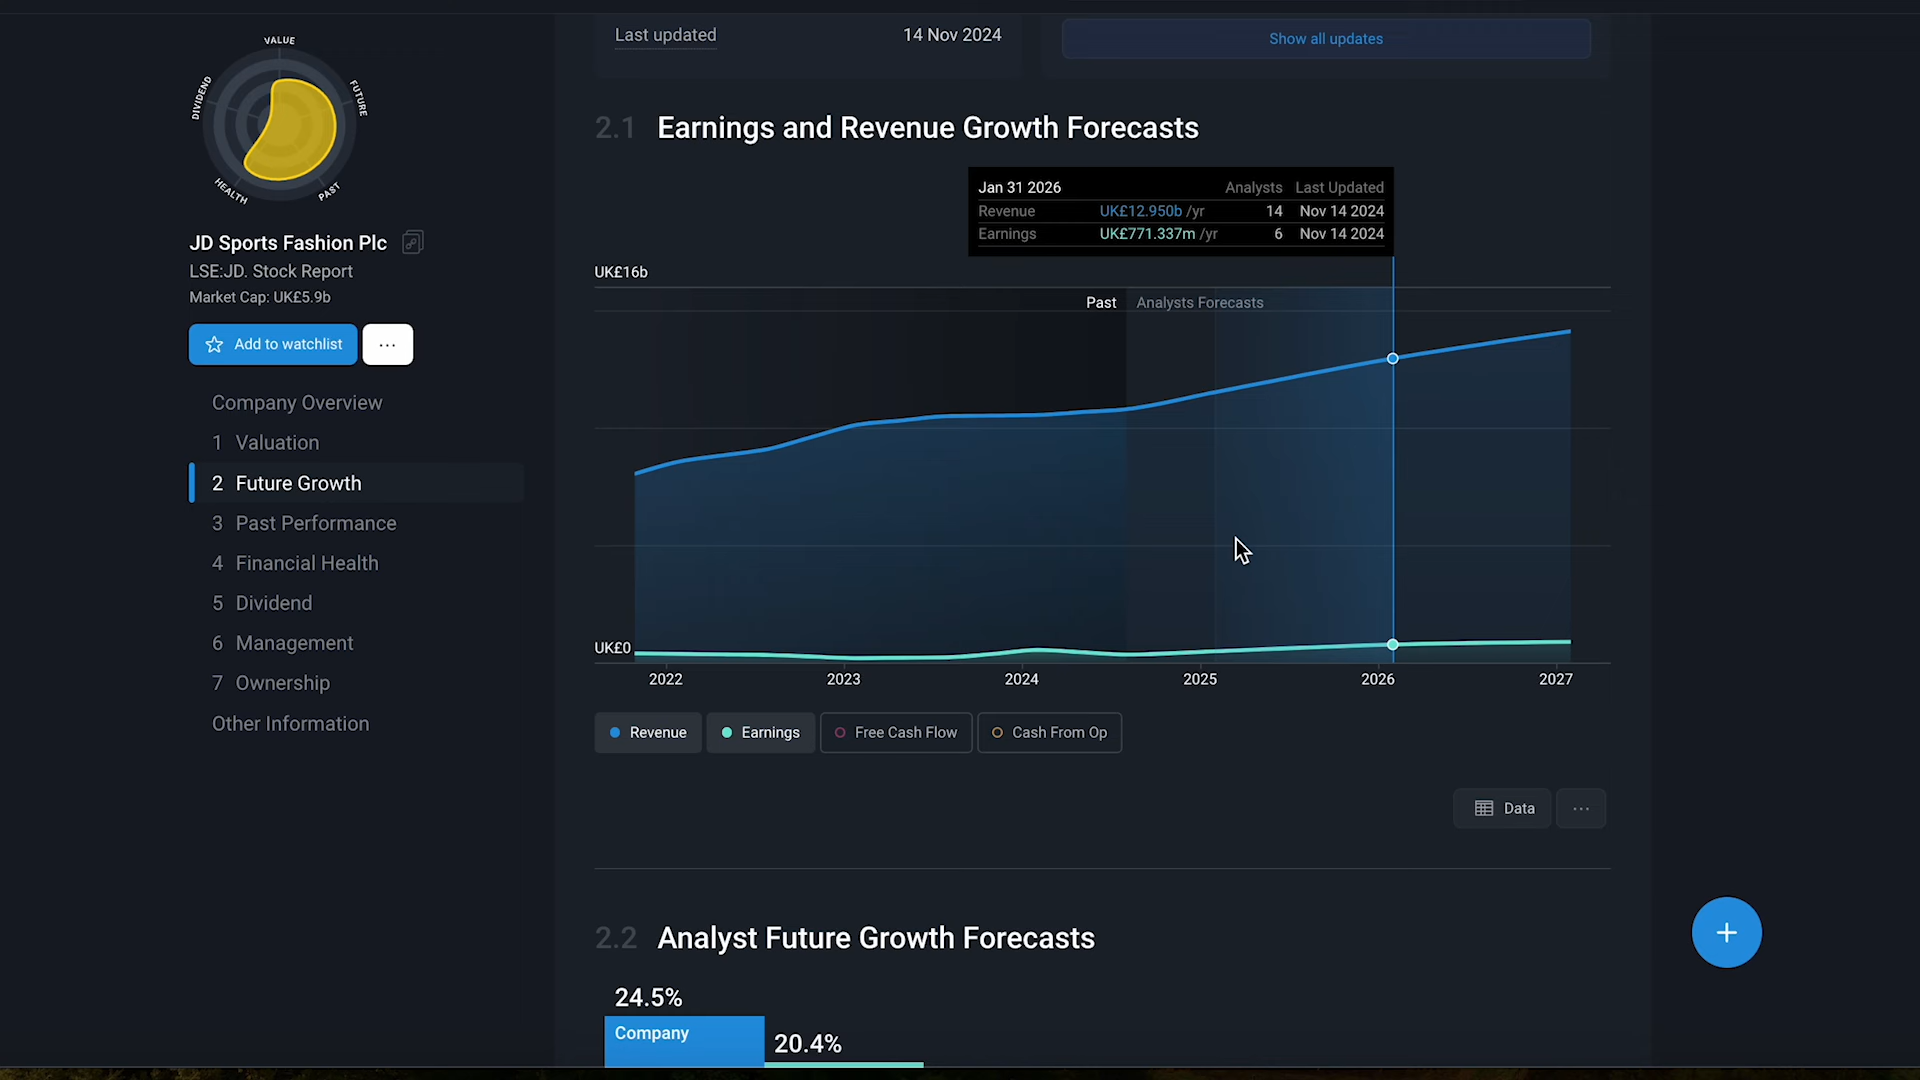 VALUE
FUTURE
PAST
HEALTH
DIVIDEND
JD Sports Fashion Plc
LSE:JD. Stock Report
Market Cap: UK£5.9b
Add to watchlist
...
Company Overview
1 Valuation
2 Future Growth
3 Past Performance
4 Financial Health
5 Dividend
6 Management
7 Ownership
Other Information
Last updated 14 Nov 2024
Show all updates
2.1 Earnings and Revenue Growth Forecasts
Jan 31 2026 Analysts Last Updated
Revenue UK£12.950b /yr 14 Nov 14 2024
Earnings UK£771.337m /yr 6 Nov 14 2024
UK£16b
Past Analysts Forecasts
UK£0
2022 2023 2024 2025 2026 2027
Revenue Earnings Free Cash Flow Cash From Op
Data ...
2.2 Analyst Future Growth Forecasts
24.5%
Company
20.4%
+